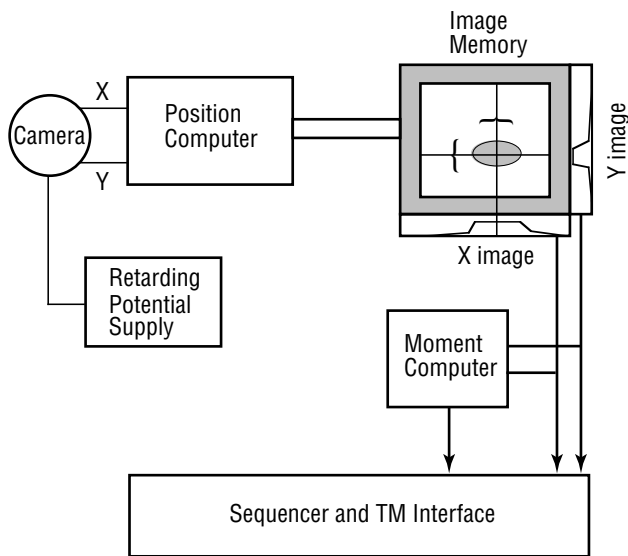 Image
Memory
X
Position
Computer
Camera
Y
Y image
X image
Retarding
Potential
Supply
Moment
Computer
Sequencer and TM Interface